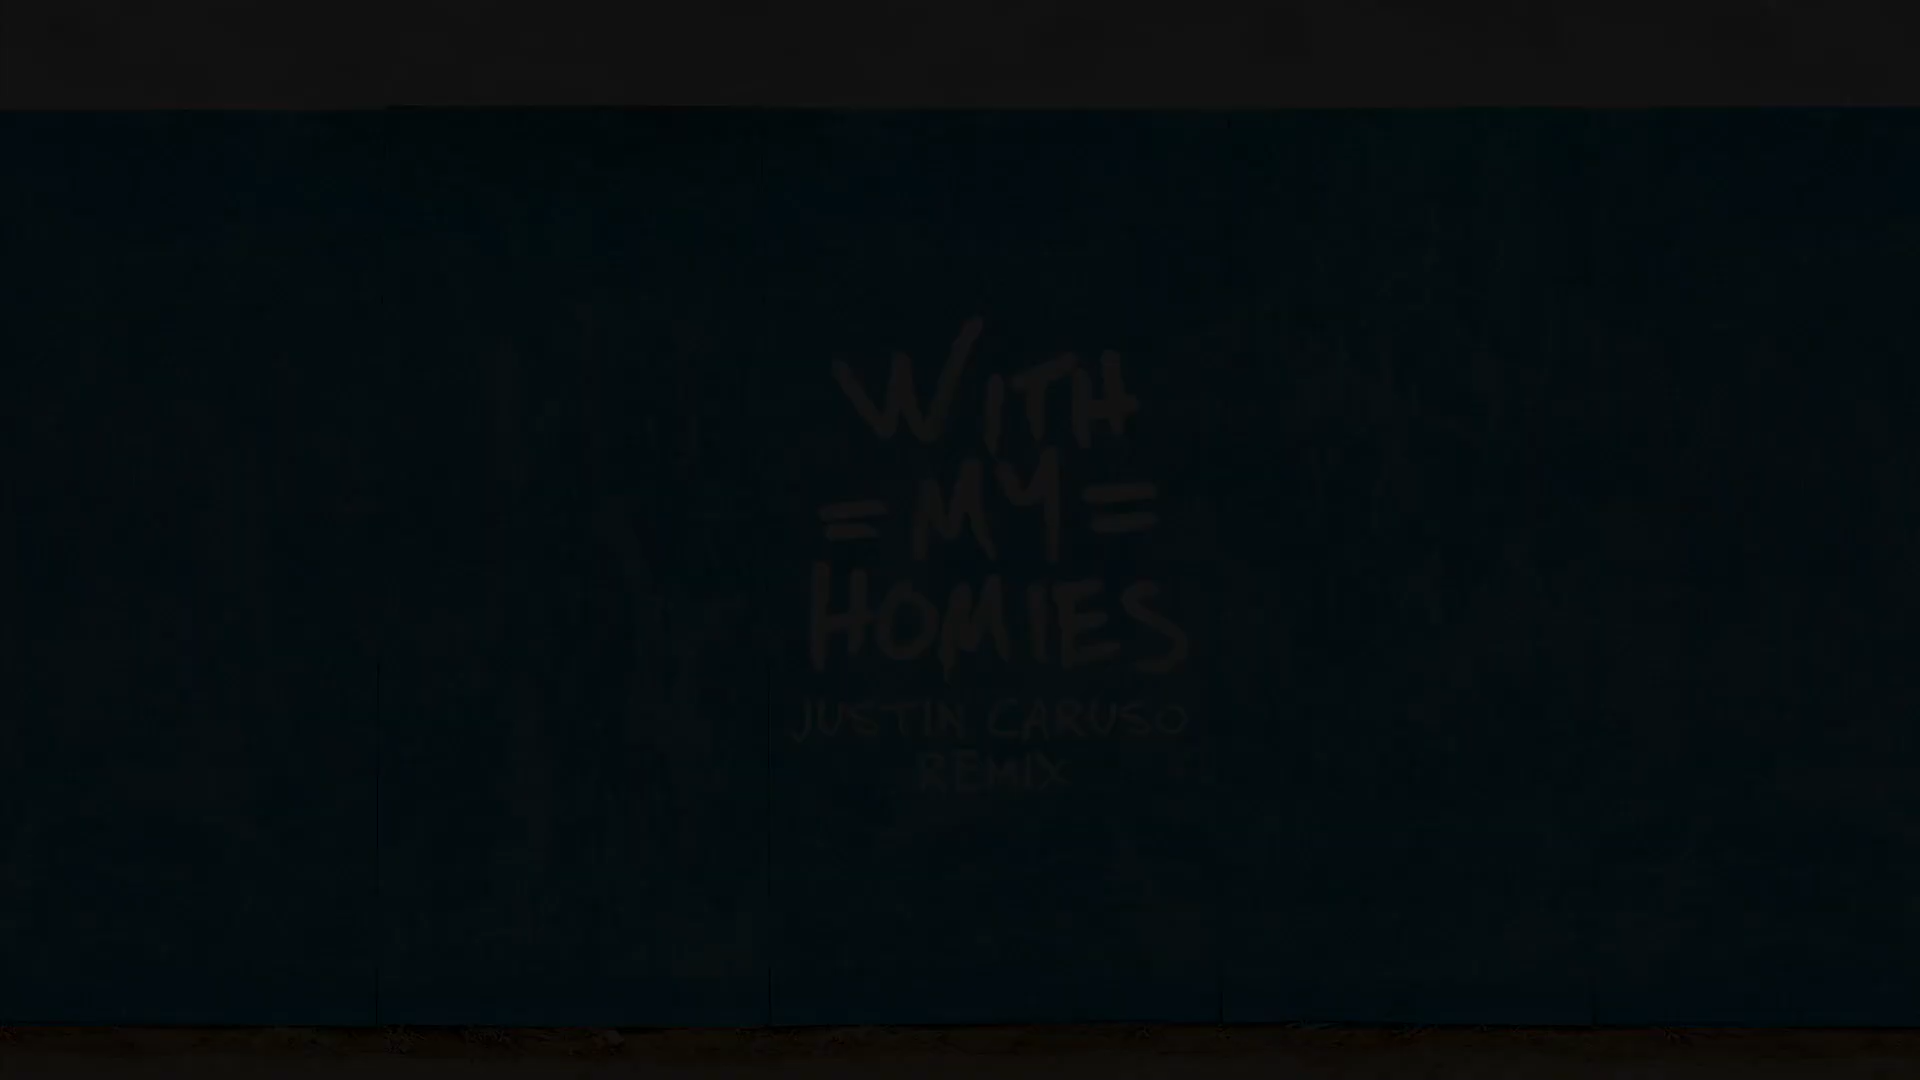 WITH
= MY =
HOMIES
JUSTIN CARUSO
REMIX